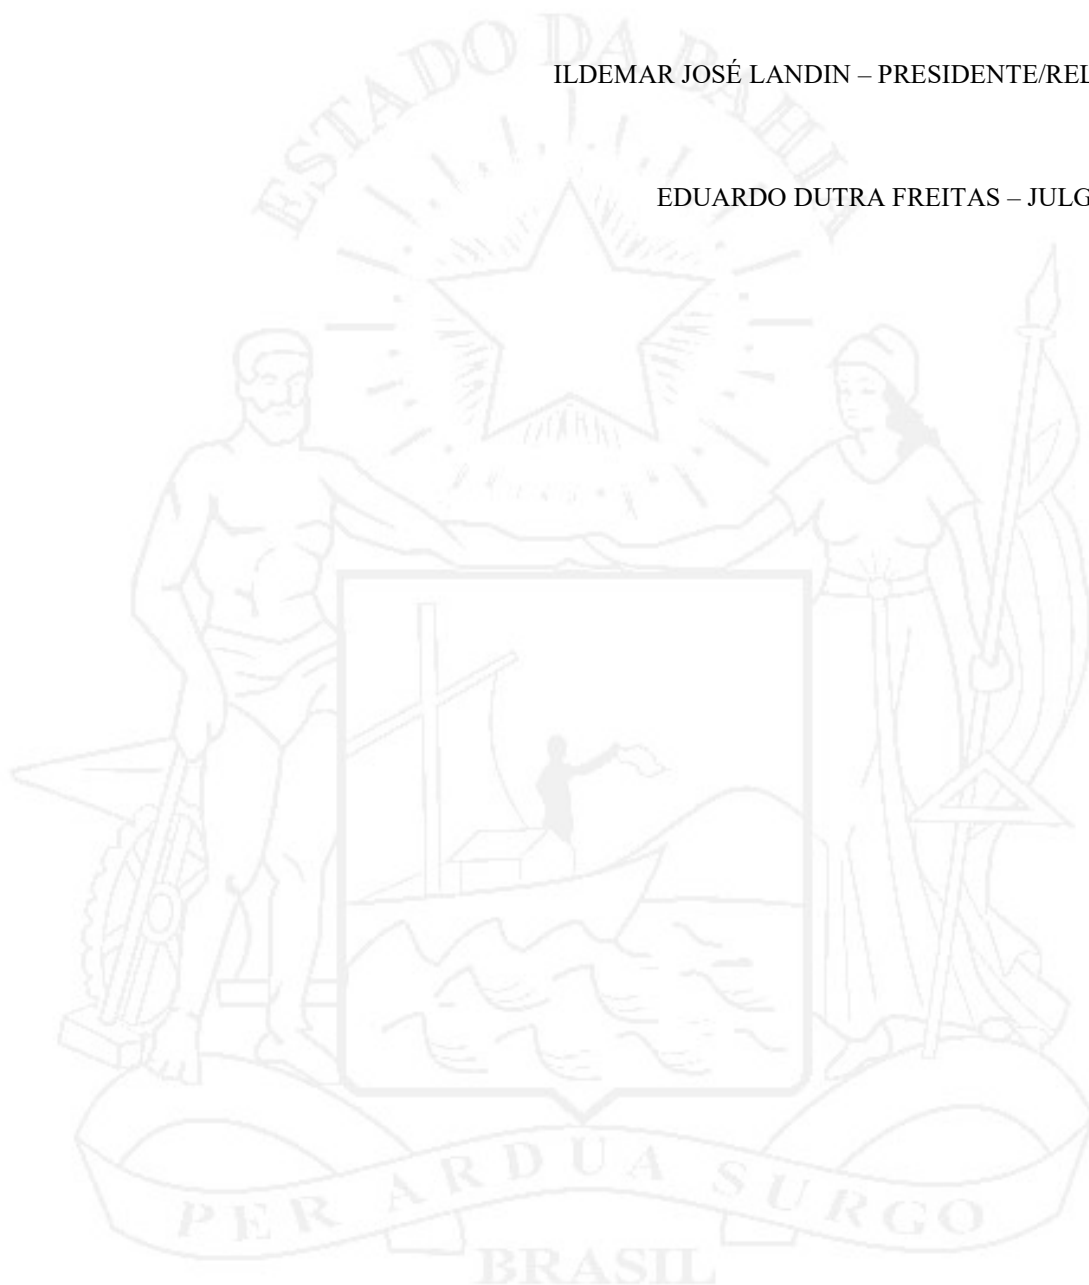 ESTADO DA BAHIA
ILDEMAR JOSÉ LANDIN – PRESIDENTE/REL
EDUARDO DUTRA FREITAS – JULG
PER ARDUA SURGO
BRASIL